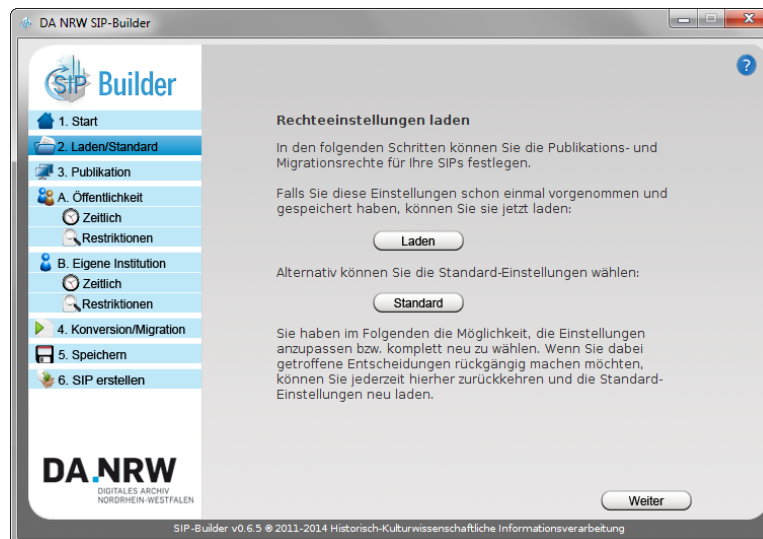 DA NRW SIP-Builder
SIP Builder
1. Start
2. Laden/Standard
3. Publikation
A. Öffentlichkeit
Zeitlich
Restriktionen
B. Eigene Institution
Zeitlich
Restriktionen
4. Konversion/Migration
5. Speichern
6. SIP erstellen
DA.NRW
DIGITALES ARCHIV
NORDRHEIN-WESTFALEN
?
Rechteeinstellungen laden
In den folgenden Schritten können Sie die Publikations- und
Migrationsrechte für Ihre SIPs festlegen.
Falls Sie diese Einstellungen schon einmal vorgenommen und
gespeichert haben, können Sie sie jetzt laden:
Laden
Alternativ können Sie die Standard-Einstellungen wählen:
Standard
Sie haben im Folgenden die Möglichkeit, die Einstellungen
anzupassen bzw. komplett neu zu wählen. Wenn Sie dabei
getroffene Entscheidungen rückgängig machen möchten,
können Sie jederzeit hierher zurückkehren und die Standard-
Einstellungen neu laden.
Weiter
SIP-Builder v0.6.5 © 2011-2014 Historisch-Kulturwissenschaftliche Informationsverarbeitung